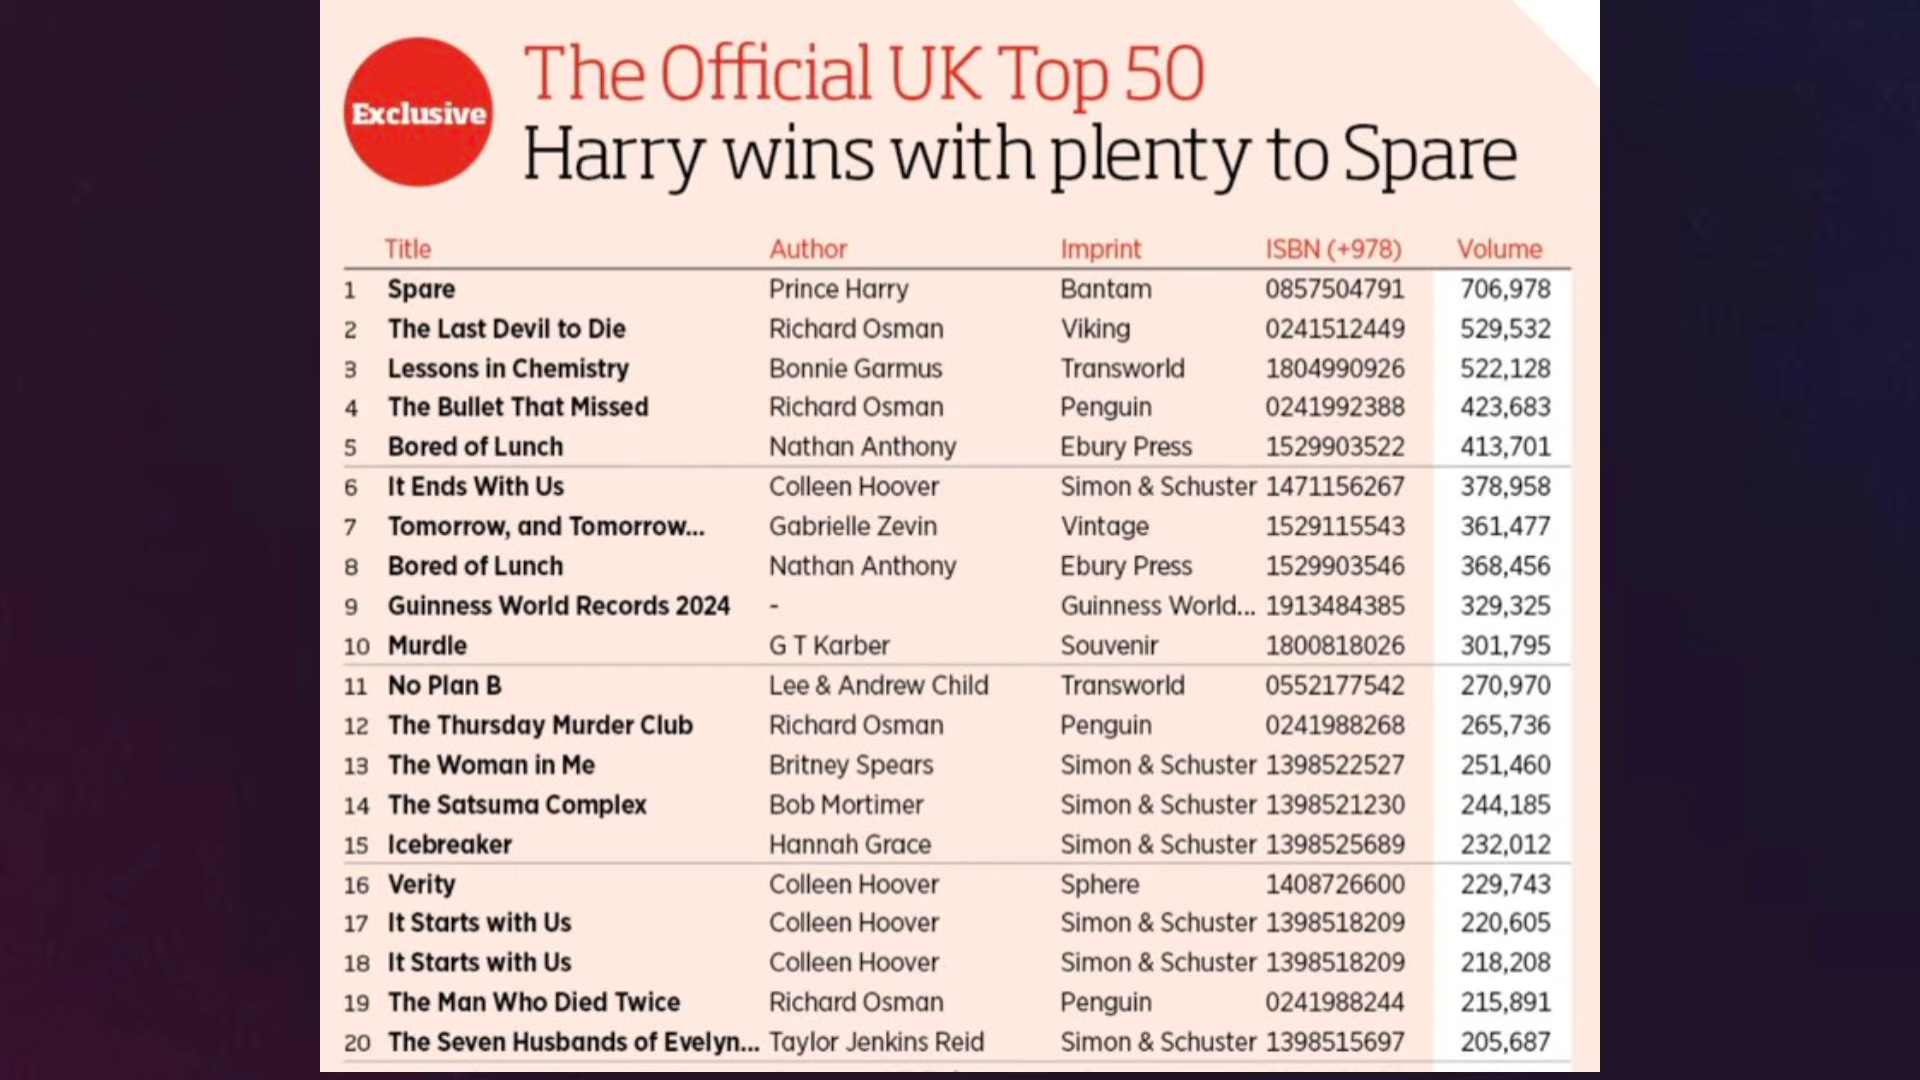 Exclusive
The Official UK Top 50
Harry wins with plenty to Spare
Title Author Imprint ISBN (+978) Volume
1 Spare Prince Harry Bantam 0857504791 706,978
2 The Last Devil to Die Richard Osman Viking 0241512449 529,532
3 Lessons in Chemistry Bonnie Garmus Transworld 1804990926 522,128
4 The Bullet That Missed Richard Osman Penguin 0241992388 423,683
5 Bored of Lunch Nathan Anthony Ebury Press 1529903522 413,701
6 It Ends With Us Colleen Hoover Simon & Schuster 1471156267 378,958
7 Tomorrow, and Tomorrow... Gabrielle Zevin Vintage 1529115543 361,477
8 Bored of Lunch Nathan Anthony Ebury Press 1529903546 368,456
9 Guinness World Records 2024 - Guinness World... 1913484385 329,325
10 Murdle G T Karber Souvenir 1800818026 301,795
11 No Plan B Lee & Andrew Child Transworld 0552177542 270,970
12 The Thursday Murder Club Richard Osman Penguin 0241988268 265,736
13 The Woman in Me Britney Spears Simon & Schuster 1398522527 251,460
14 The Satsuma Complex Bob Mortimer Simon & Schuster 1398521230 244,185
15 Icebreaker Hannah Grace Simon & Schuster 1398525689 232,012
16 Verity Colleen Hoover Sphere 1408726600 229,743
17 It Starts with Us Colleen Hoover Simon & Schuster 1398518209 220,605
18 It Starts with Us Colleen Hoover Simon & Schuster 1398518209 218,208
19 The Man Who Died Twice Richard Osman Penguin 0241988244 215,891
20 The Seven Husbands of Evelyn... Taylor Jenkins Reid Simon & Schuster 1398515697 205,687